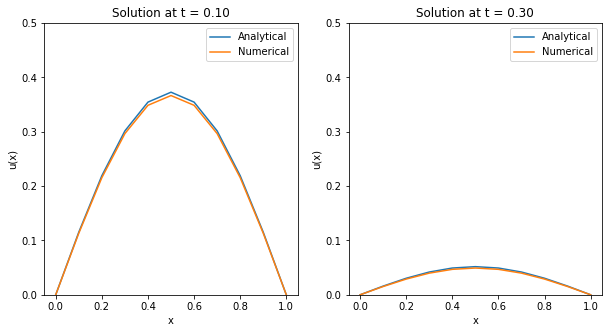 Solution at t = 0.10
Analytical
Numerical
0.5
0.4
0.3
0.2
0.1
0.0
u(x)
0.0 0.2 0.4 0.6 0.8 1.0
x
Solution at t = 0.30
Analytical
Numerical
0.5
0.4
0.3
0.2
0.1
0.0
u(x)
0.0 0.2 0.4 0.6 0.8 1.0
x